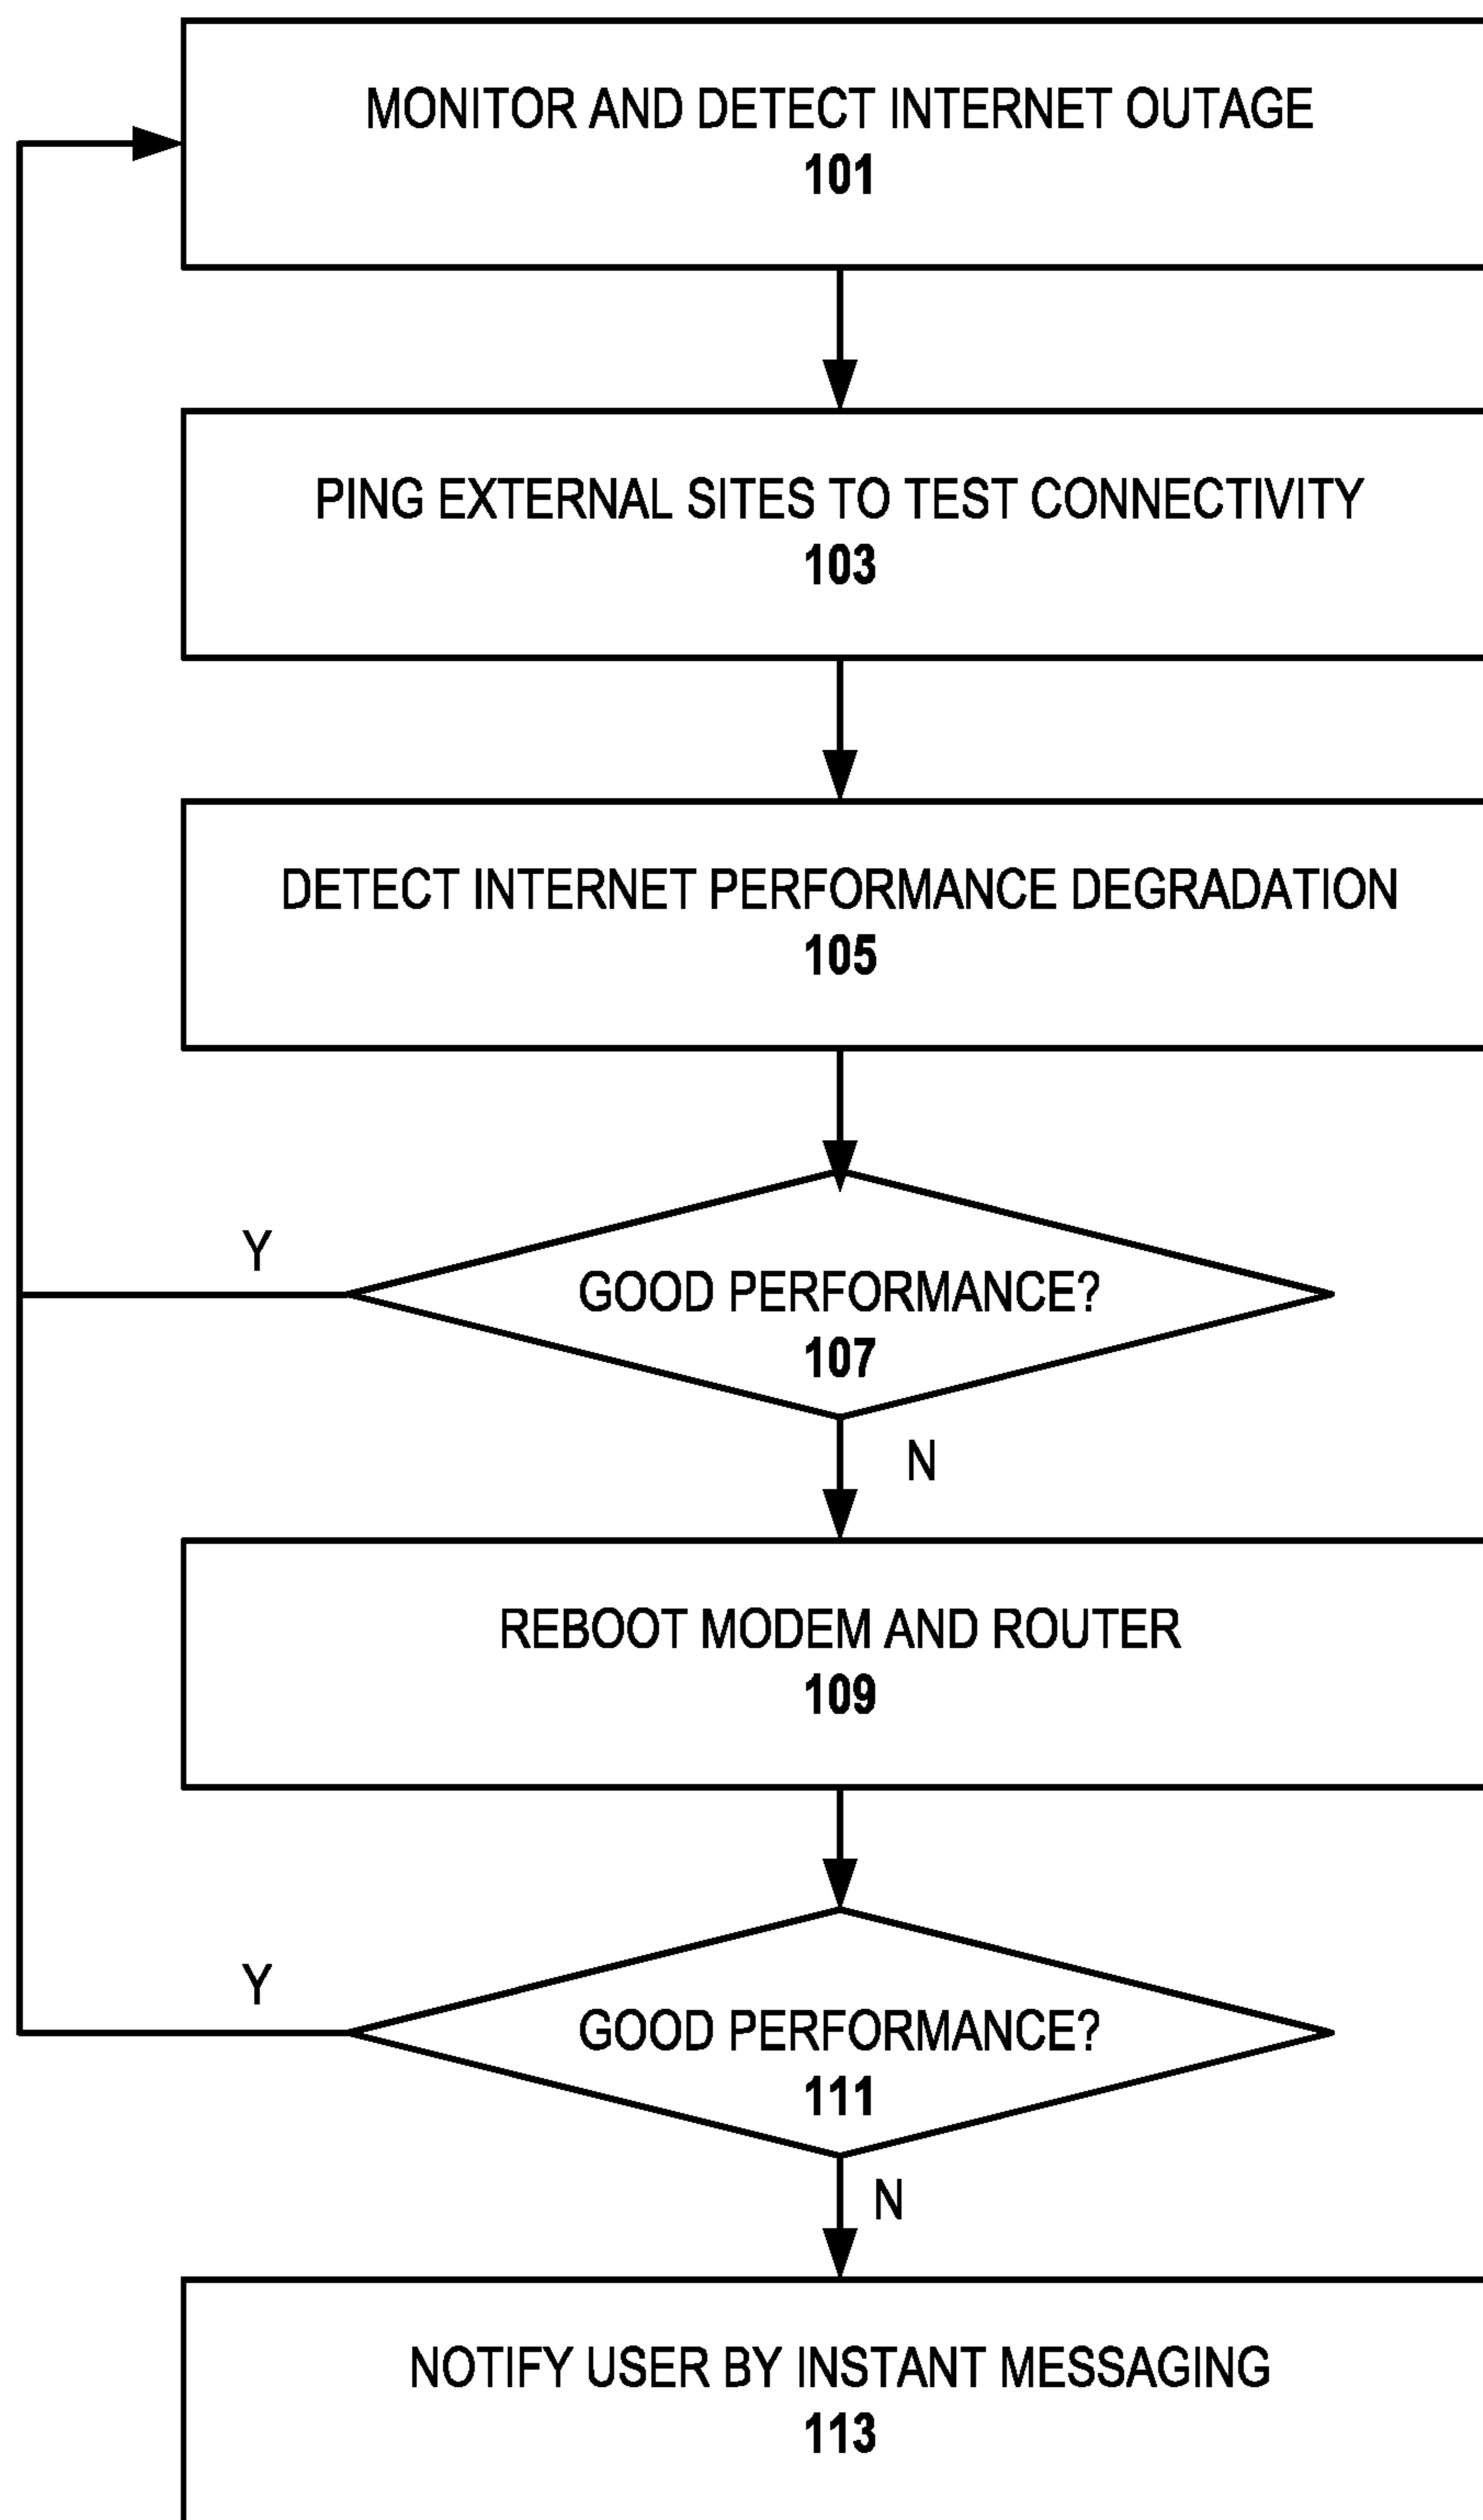 MONITOR AND DETECT INTERNET OUTAGE
101
PING EXTERNAL SITES TO TEST CONNECTIVITY
103
DETECT INTERNET PERFORMANCE DEGRADATION
105
Y
GOOD PERFORMANCE?
107
N
REBOOT MODEM AND ROUTER
109
Y
GOOD PERFORMANCE?
111
N
NOTIFY USER BY INSTANT MESSAGING
113